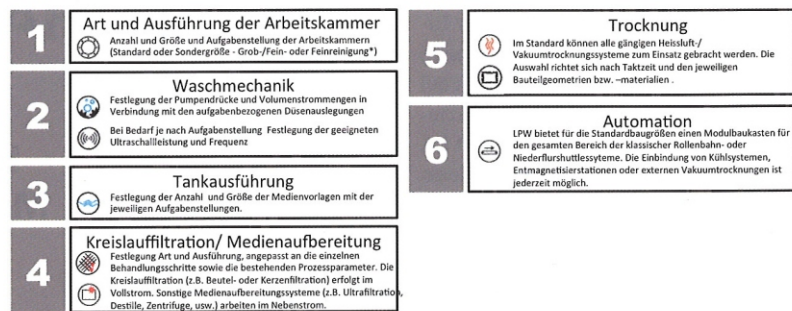 1
Art und Ausführung der Arbeitskammer
Anzahl und Größe und Aufgabenstellung der Arbeitskammern
(Standard oder Sondergröße - Grob-/Fein- oder Feinreinigung*)
2
Waschmechanik
Festlegung der Pumpendrücke und Volumenstrommengen in
Verbindung mit den aufgabenbezogenen Düsenauslegungen
Bei Bedarf je nach Aufgabenstellung Festlegung der geeigneten
Ultraschallleistung und Frequenz
3
Tankausführung
Festlegung der Anzahl und Größe der Medienvorlagen mit der
jeweiligen Aufgabenstellungen.
4
Kreislauffiltration/ Medienaufbereitung
Festlegung Art und Ausführung, angepasst an die einzelnen
Behandlungsschritte sowie die bestehenden Prozessparameter. Die
Kreislauffiltration (z.B. Beutel- oder Kerzenfiltration) erfolgt im
Vollstrom. Sonstige Medienaufbereitungssysteme (z.B. Ultrafiltration,
Destille, Zentrifuge, usw.) arbeiten im Nebenstrom.
5
Trocknung
Im Standard können alle gängigen Heissluft-/
Vakuumtrocknungssysteme zum Einsatz gebracht werden. Die
Auswahl richtet sich nach Taktzeit und den jeweiligen
Bauteilgeometrien bzw. –materialien .
6
Automation
LPW bietet für die Standardbaugrößen einen Modulbaukasten für
den gesamten Bereich der klassischer Rollenbahn- oder
Niederflurshuttlessyteme. Die Einbindung von Kühlsystemen,
Entmagnetisierstationen oder externen Vakuumtrocknungen ist
jederzeit möglich.